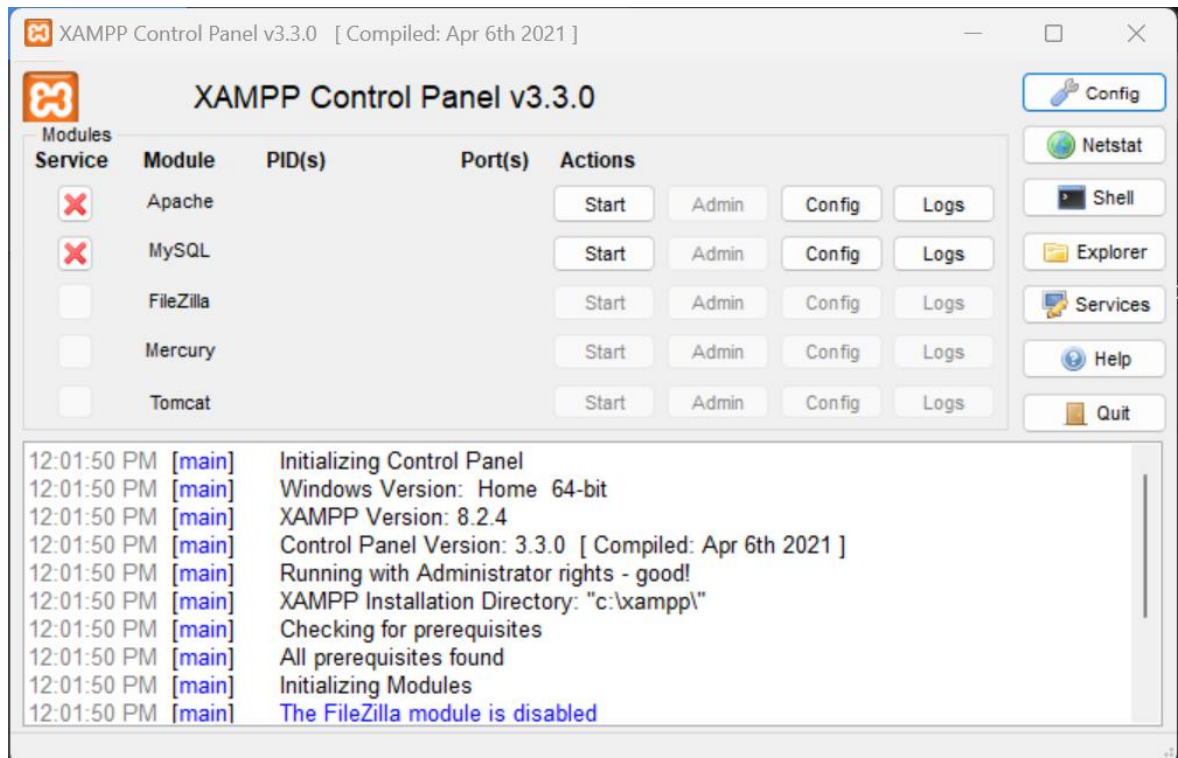 XAMPP Control Panel v3.3.0 [ Compiled: Apr 6th 2021 ]
XAMPP Control Panel v3.3.0
Config
Modules
Service Module PID(s) Port(s) Actions
Netstat
Apache Start Admin Config Logs
Shell
MySQL Start Admin Config Logs
Explorer
FileZilla Start Admin Config Logs
Services
Mercury Start Admin Config Logs
Help
Tomcat Start Admin Config Logs
Quit
12:01:50 PM [main] Initializing Control Panel
12:01:50 PM [main] Windows Version: Home 64-bit
12:01:50 PM [main] XAMPP Version: 8.2.4
12:01:50 PM [main] Control Panel Version: 3.3.0 [ Compiled: Apr 6th 2021 ]
12:01:50 PM [main] Running with Administrator rights - good!
12:01:50 PM [main] XAMPP Installation Directory: "c:\xampp\"
12:01:50 PM [main] Checking for prerequisites
12:01:50 PM [main] All prerequisites found
12:01:50 PM [main] Initializing Modules
12:01:50 PM [main] The FileZilla module is disabled